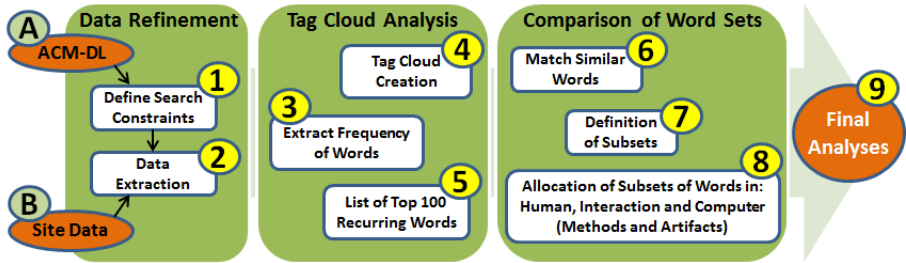 Data Refinement
A
ACM-DL
1
Define Search
Constraints
2
Data
Extraction
B
Site Data
Tag Cloud Analysis
3
Extract Frequency
of Words
4
Tag Cloud
Creation
5
List of Top 100
Recurring Words
Comparison of Word Sets
6
Match Similar
Words
7
Definition
of Subsets
8
Allocation of Subsets of Words in:
Human, Interaction and Computer
(Methods and Artifacts)
9
Final
Analyses